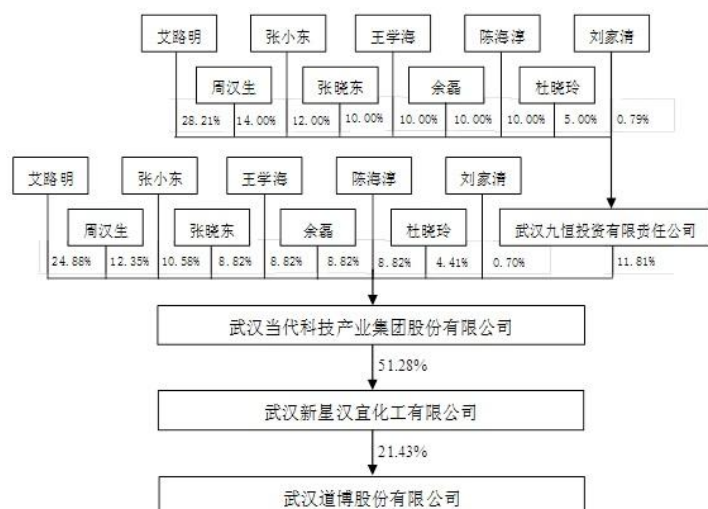 艾路明 张小东 王学海 陈海淳 刘家清
周汉生 张晓东 余磊 杜晓玲
28.21% 14.00% 12.00% 10.00% 10.00% 10.00% 10.00% 5.00% 0.79%
艾路明 张小东 王学海 陈海淳 刘家清
周汉生 张晓东 余磊 杜晓玲 武汉九恒投资有限责任公司
24.88% 12.35% 10.58% 8.82% 8.82% 8.82% 8.82% 4.41% 0.70% 11.81%
武汉当代科技产业集团股份有限公司
51.28%
武汉新星汉宜化工有限公司
21.43%
武汉道博股份有限公司